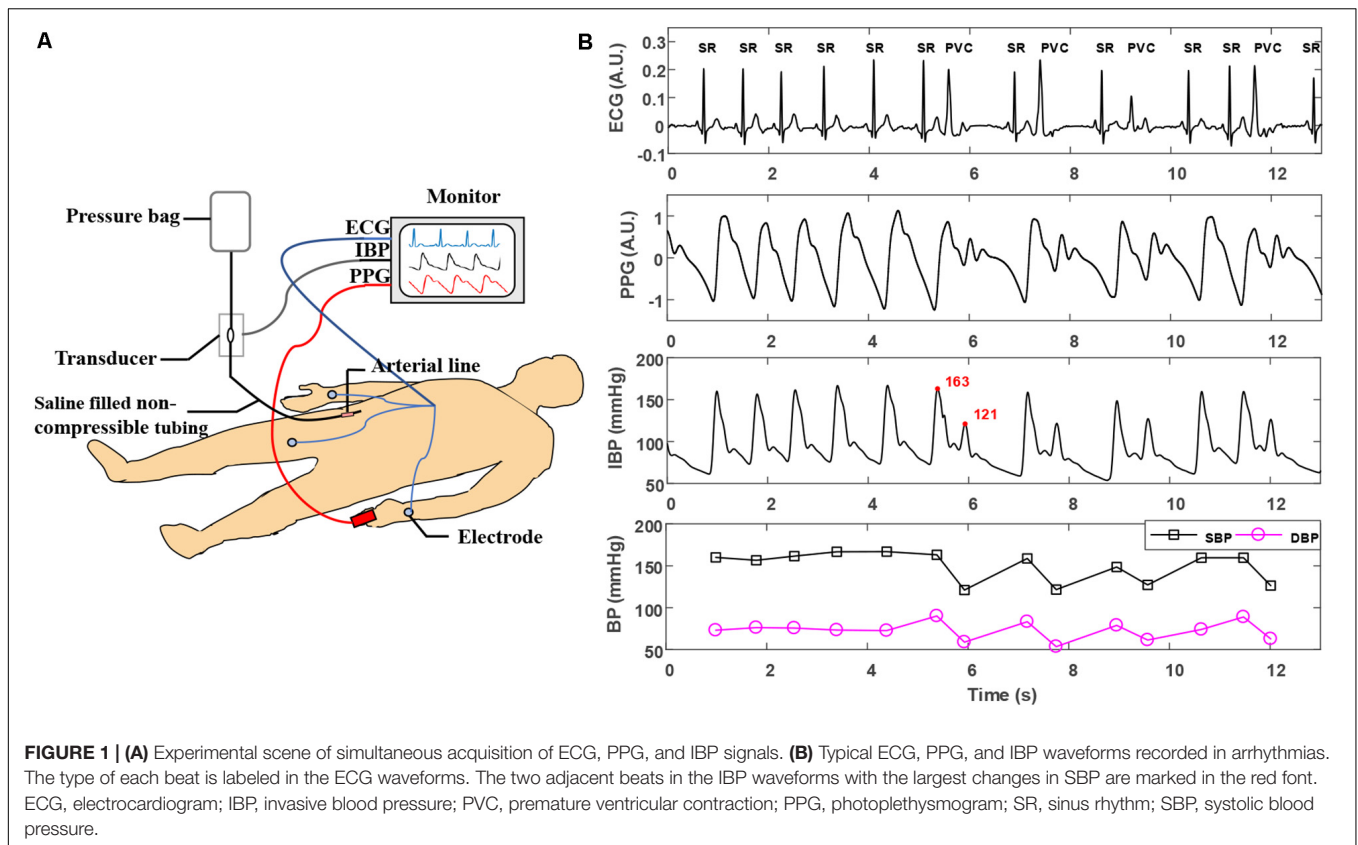 A
Pressure bag
Monitor
ECG
IBP
PPG
Transducer
Arterial line
Saline filled non-
compressible tubing
Electrode
B
0.3
0.2
0.1
0
-0.1
ECG (A.U.)
SR SR SR SR SR SR PVC SR PVC SR PVC SR SR PVC SR
0 2 4 6 8 10 12
1
0
-1
PPG (A.U.)
0 2 4 6 8 10 12
200
150
100
50
IBP (mmHg)
163
121
0 2 4 6 8 10 12
200
150
100
50
BP (mmHg)
SBP DBP
0 2 4 6 8 10 12
Time (s)
FIGURE 1 | (A) Experimental scene of simultaneous acquisition of ECG, PPG, and IBP signals. (B) Typical ECG, PPG, and IBP waveforms recorded in arrhythmias.
The type of each beat is labeled in the ECG waveforms. The two adjacent beats in the IBP waveforms with the largest changes in SBP are marked in the red font.
ECG, electrocardiogram; IBP, invasive blood pressure; PVC, premature ventricular contraction; PPG, photoplethysmogram; SR, sinus rhythm; SBP, systolic blood
pressure.